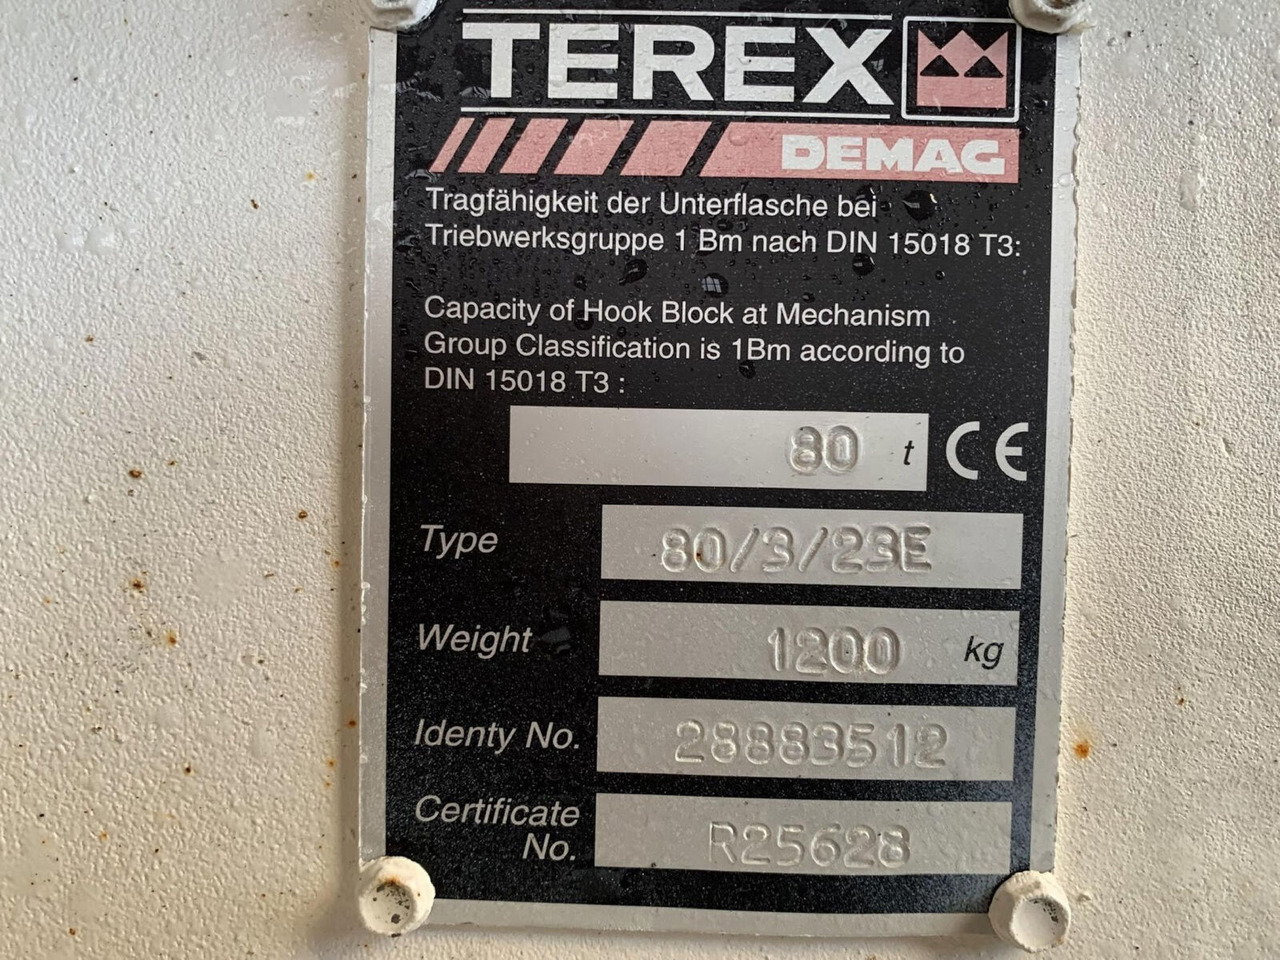 TEREX
DEMAG
Tragfähigkeit der Unterflasche bei
Triebwerksgruppe 1 Bm nach DIN 15018 T3:
Capacity of Hook Block at Mechanism
Group Classification is 1Bm according to
DIN 15018 T3 :
80 t CE
Type 80/3/23E
Weight 1200 kg
Identy No. 28883512
Certificate
No. R25628